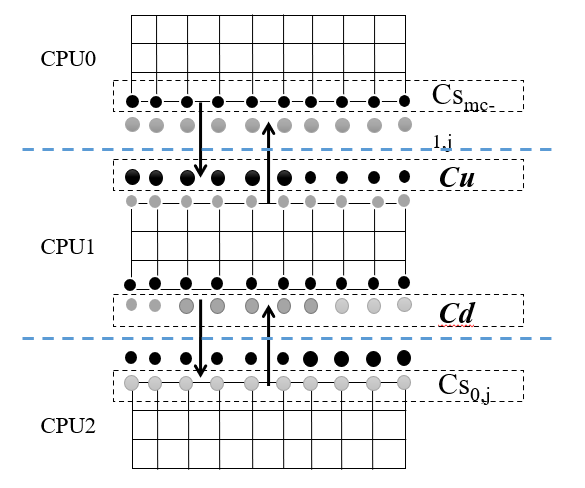 CPU0
Cs_mc-
1,j
Cu
CPU1
Cd
Cs_0,j
CPU2